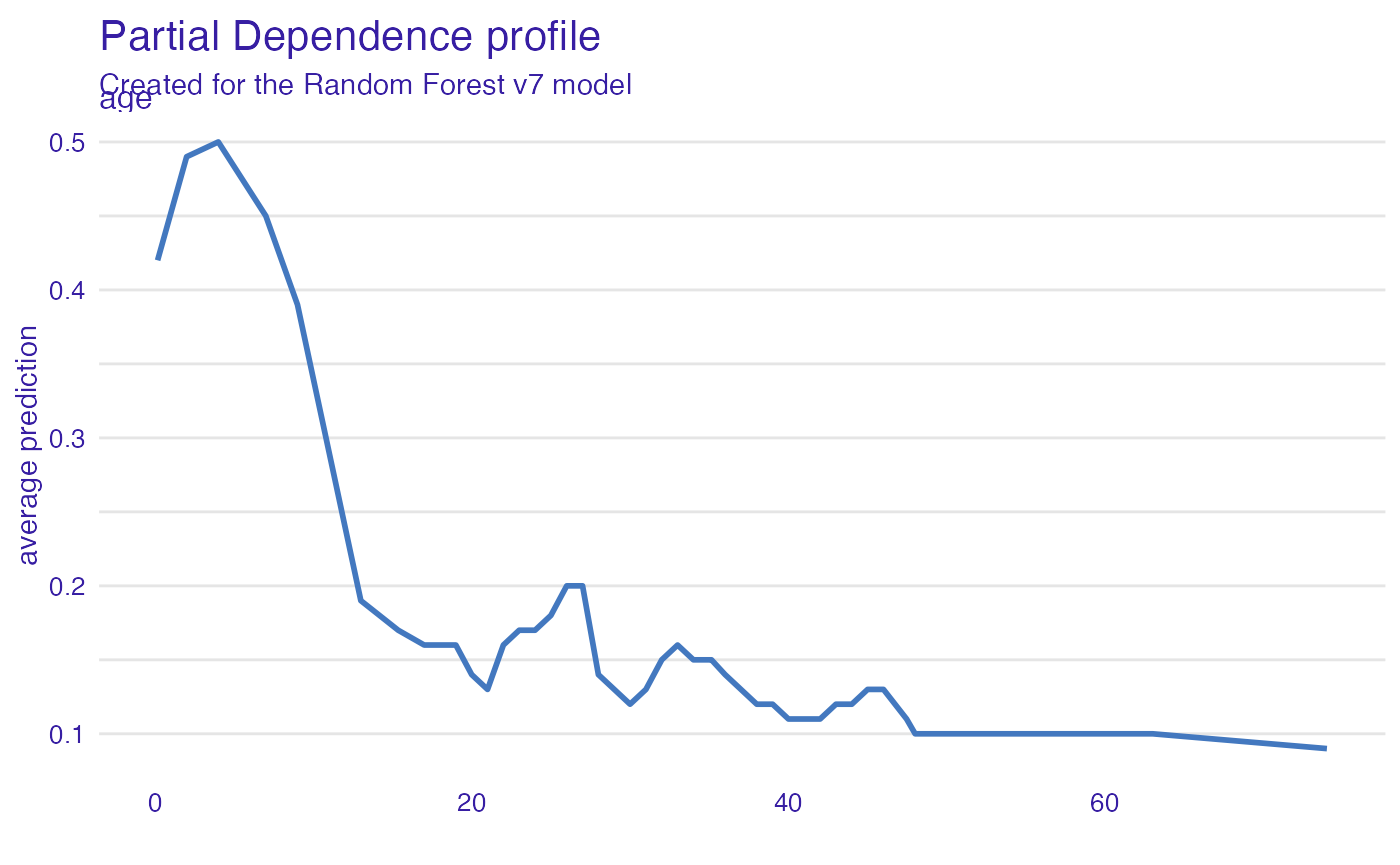 Partial Dependence profile
Created for the Random Forest v7 model
age
average prediction
0.5
0.4
0.3
0.2
0.1
0 20 40 60